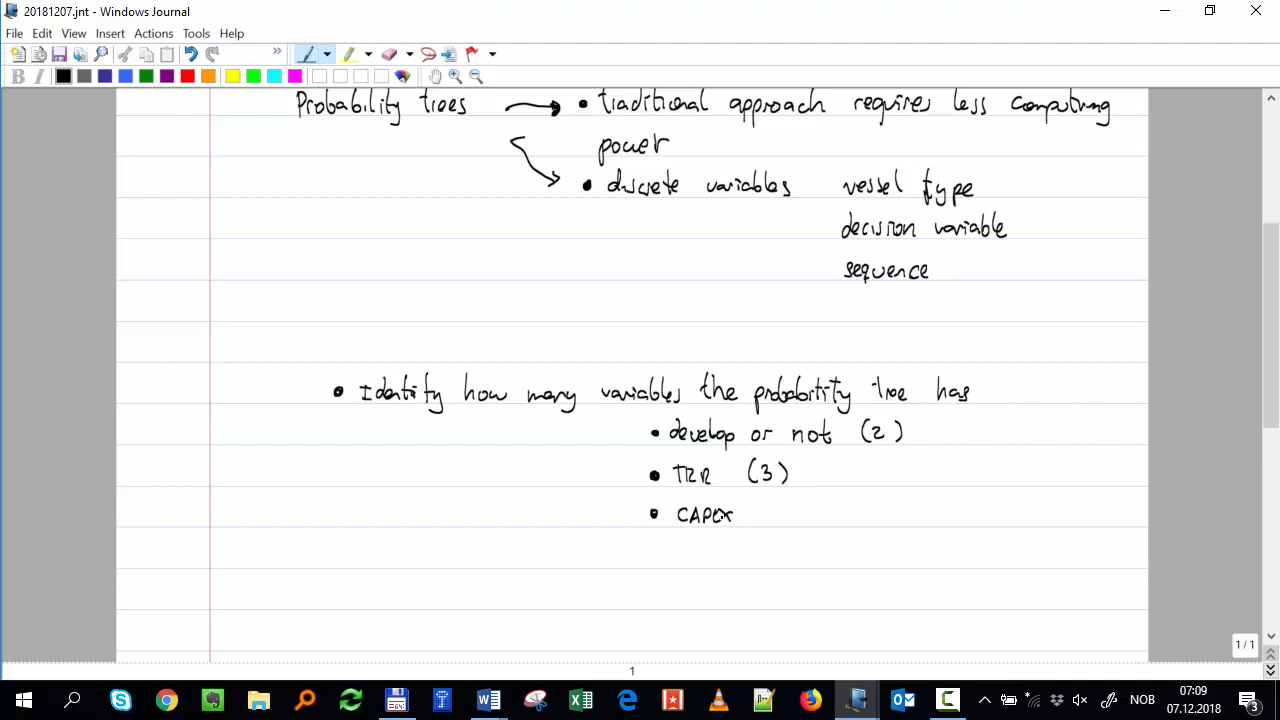 20181207.jnt - Windows Journal
File Edit View Insert Actions Tools Help
B I
Probability trees • traditional approach requires less computing
power
• discrete variables vessel type
decision variable
sequence
• Identify how many variables the probability tree has
• develop or not (2)
• TRR (3)
• CAPEX
1/1
1
NOB
07:09
07.12.2018
3